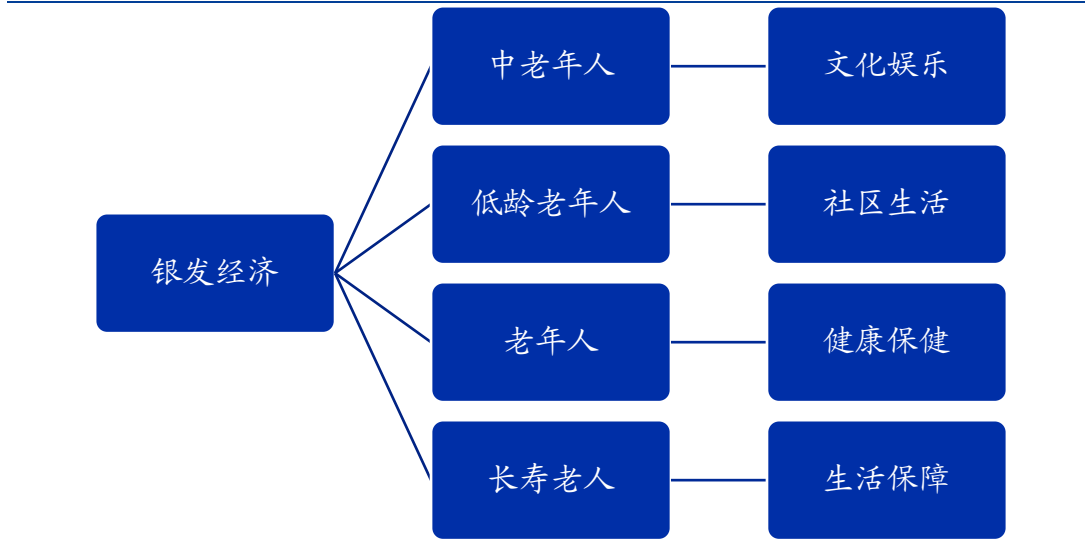 银发经济
中老年人
文化娱乐
低龄老年人
社区生活
老年人
健康保健
长寿老人
生活保障